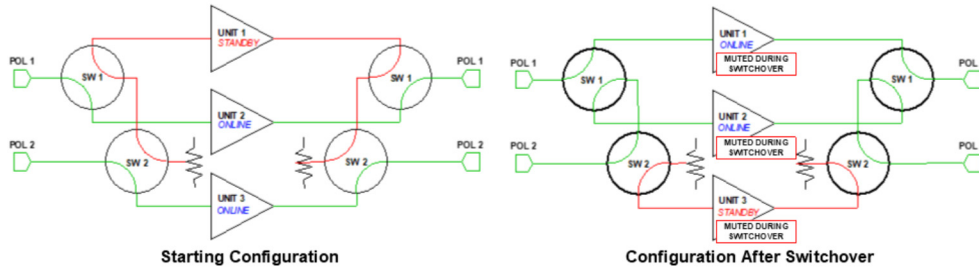 UNIT 1
STANDBY
POL 1
SW 1
SW 1
POL 1
UNIT 2
ONLINE
POL 2
SW 2
SW 2
POL 2
UNIT 3
ONLINE
Starting Configuration
UNIT 1
ONLINE
MUTED DURING
SWITCHOVER
POL 1
SW 1
SW 1
POL
UNIT 2
ONLINE
MUTED DURING
SWITCHOVER
POL 2
SW 2
SW 2
POL
UNIT 3
STANDBY
MUTED DURING
SWITCHOVER
Configuration After Switchover